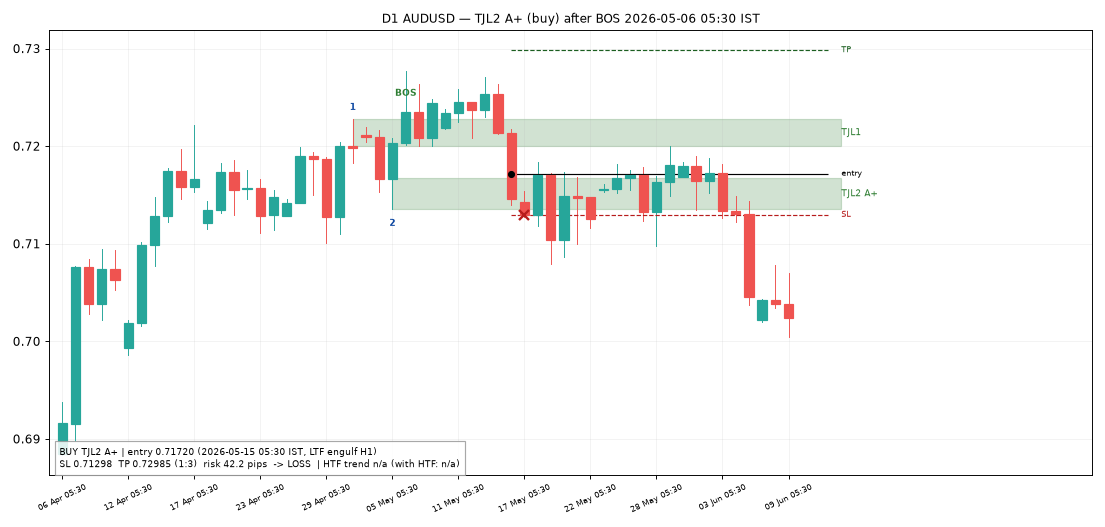 D1 AUDUSD — TJL2 A+ (buy) after BOS 2026-05-06 05:30 IST
0.73
0.72
0.71
0.70
0.69
TP
1
BOS
TJL1
entry
TJL2 A+
SL
2
BUY TJL2 A+ | entry 0.71720 (2026-05-15 05:30 IST, LTF engulf H1)
SL 0.71298  TP 0.72985 (1:3)  risk 42.2 pips  -> LOSS  | HTF trend n/a (with HTF: n/a)
06 Apr 05:30
12 Apr 05:30
17 Apr 05:30
23 Apr 05:30
29 Apr 05:30
05 May 05:30
11 May 05:30
17 May 05:30
22 May 05:30
28 May 05:30
03 Jun 05:30
09 Jun 05:30